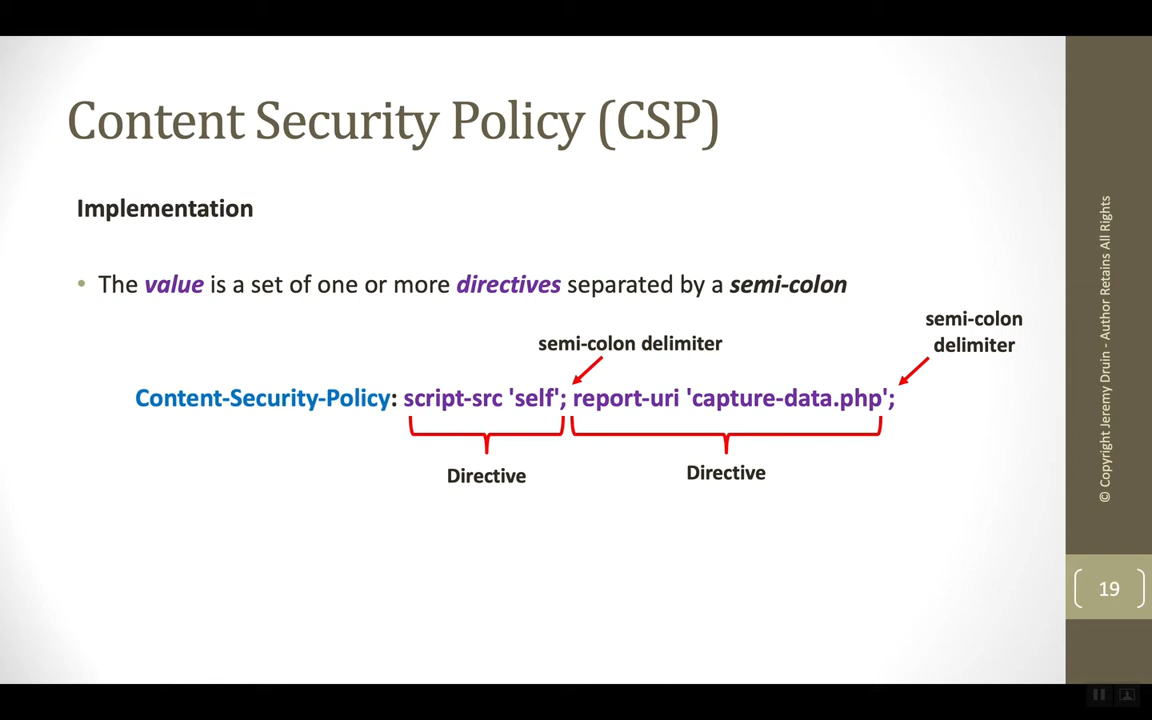 Content Security Policy (CSP)
Implementation
• The value is a set of one or more directives separated by a semi-colon
semi-colon delimiter
semi-colon
delimiter
Content-Security-Policy: script-src 'self'; report-uri 'capture-data.php';
Directive
Directive
© Copyright Jeremy Druin - Author Retains All Rights
19